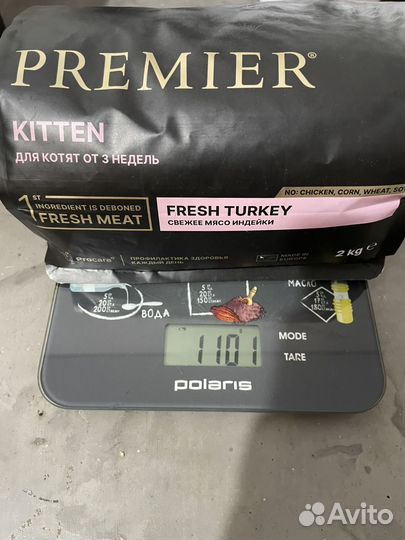 PREMIER®
KITTEN
ДЛЯ КОТЯТ ОТ 3 НЕДЕЛЬ
NO: CHICKEN, CORN, WHEAT,
1ST
INGREDIENT IS DEBONED
FRESH MEAT
FRESH TURKEY
СВЕЖЕЕ МЯСО ИНДЕЙКИ
Procare®
ПРОФИЛАКТИКА ЗДОРОВЬЯ
КАЖДЫЙ ДЕНЬ
MADE IN
EUROPE
2 kg e
ВОДА
МАСЛО
MODE
TARE
1101
polaris
Avito